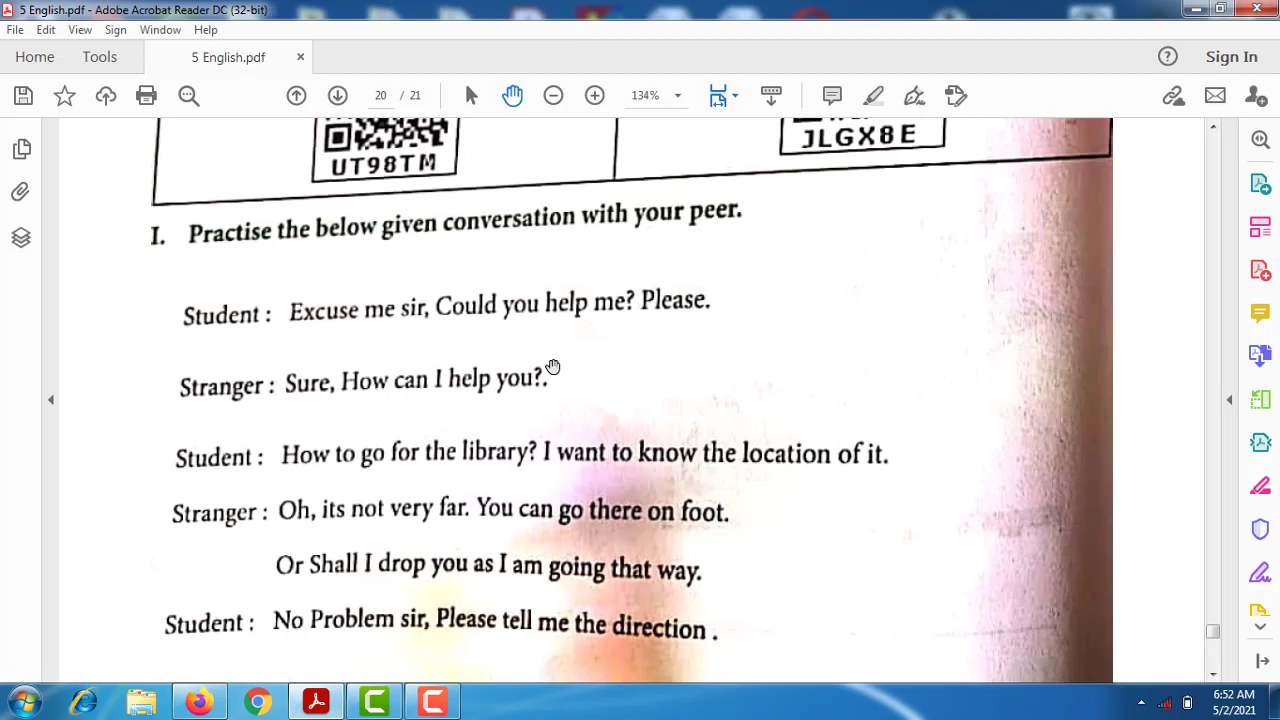 5 English.pdf - Adobe Acrobat Reader DC (32-bit)
File Edit View Sign Window Help
Home Tools 5 English.pdf × Sign In
20 / 21 134%
UT98TM JLGX8E
I. Practise the below given conversation with your peer.
Student : Excuse me sir, Could you help me? Please.
Stranger : Sure, How can I help you?.
Student : How to go for the library? I want to know the location of it.
Stranger : Oh, its not very far. You can go there on foot.
Or Shall I drop you as I am going that way.
Student : No Problem sir, Please tell me the direction .
6:52 AM
5/2/2021